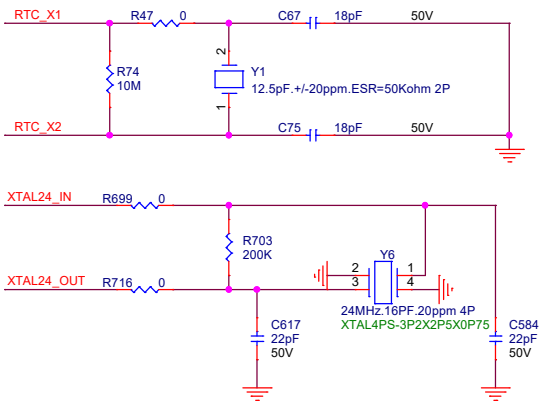 RTC_X1
R47 0
C67 18pF 50V
R74
10M
2
Y1
12.5pF.+/-20ppm.ESR=50Kohm 2P
1
RTC_X2
C75 18pF 50V
XTAL24_IN
R699 0
R703
200K
Y6
2 1
3 4
XTAL24_OUT
R716 0
24MHz.16PF.20ppm 4P
XTAL4PS-3P2X2P5X0P75
C617
22pF
50V
C584
22pF
50V